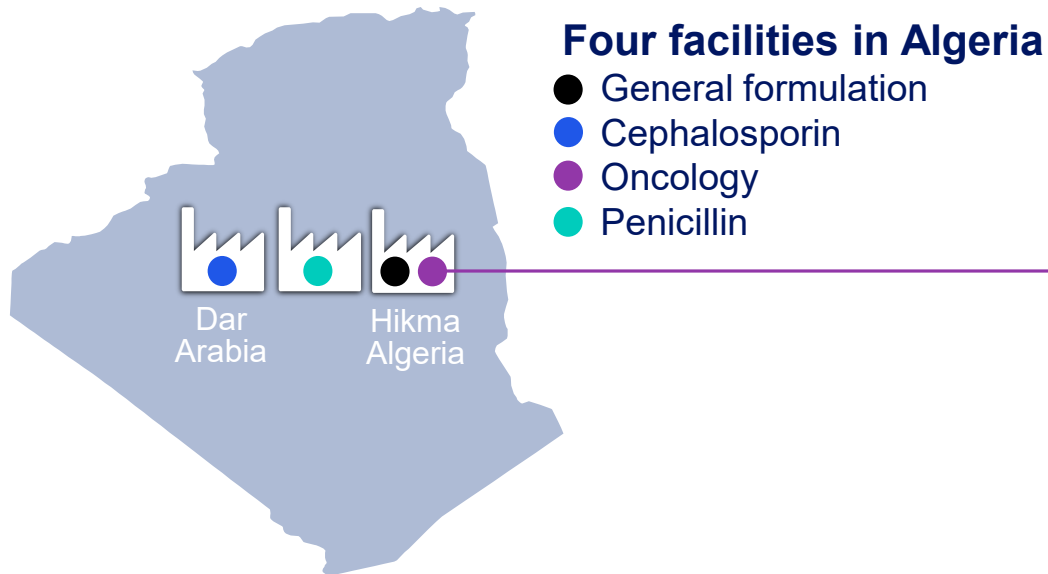 Four facilities in Algeria
General formulation
Cephalosporin
Oncology
Penicillin
Dar
Arabia
Hikma
Algeria